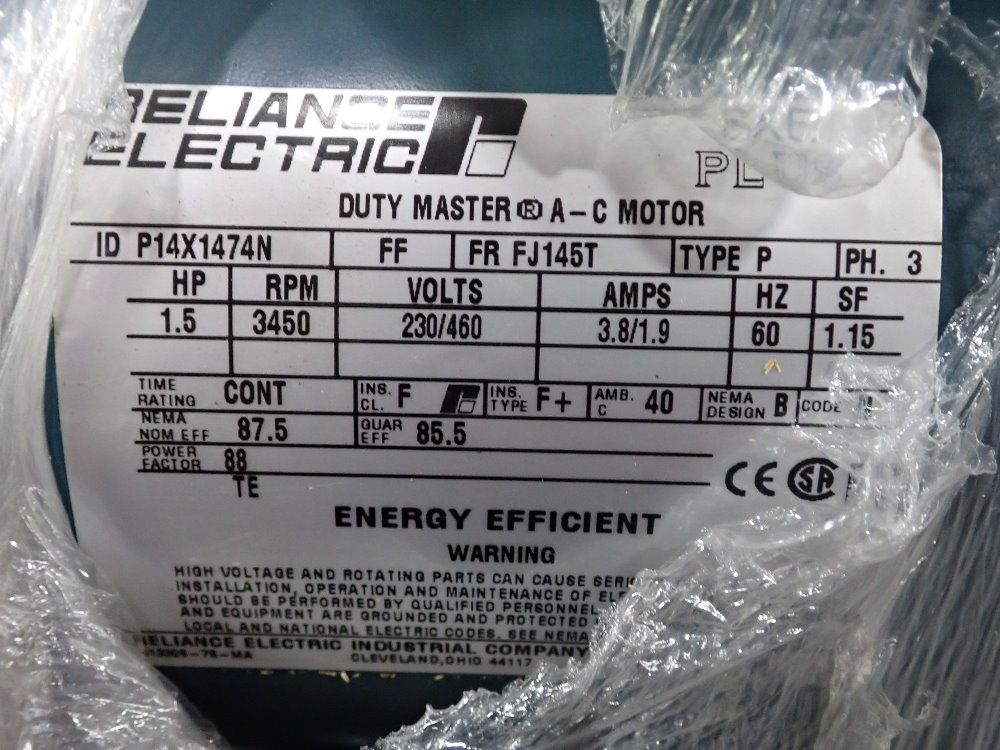 RELIANCE
ELECTRIC
PL
DUTY MASTER® A-C MOTOR
ID P14X1474N FF FR FJ145T TYPE P PH. 3
HP RPM VOLTS AMPS HZ SF
1.5 3450 230/460 3.8/1.9 60 1.15
TIME RATING CONT INS. CL. F INS. TYPE F+ AMB. C 40 NEMA DESIGN B CODE
NEMA NOM EFF 87.5 GUAR EFF 85.5
POWER FACTOR 88
TE
CE SA
ENERGY EFFICIENT
WARNING
HIGH VOLTAGE AND ROTATING PARTS CAN CAUSE
INSTALLATION, OPERATION AND MAINTENANCE OF
SHOULD BE PERFORMED BY QUALIFIED PERSONNEL
AND EQUIPMENT ARE GROUNDED AND PROTECTED
LOCAL AND NATIONAL ELECTRIC CODES. SEE NEMA
RELIANCE ELECTRIC INDUSTRIAL COMPANY
CLEVELAND, OHIO 44117